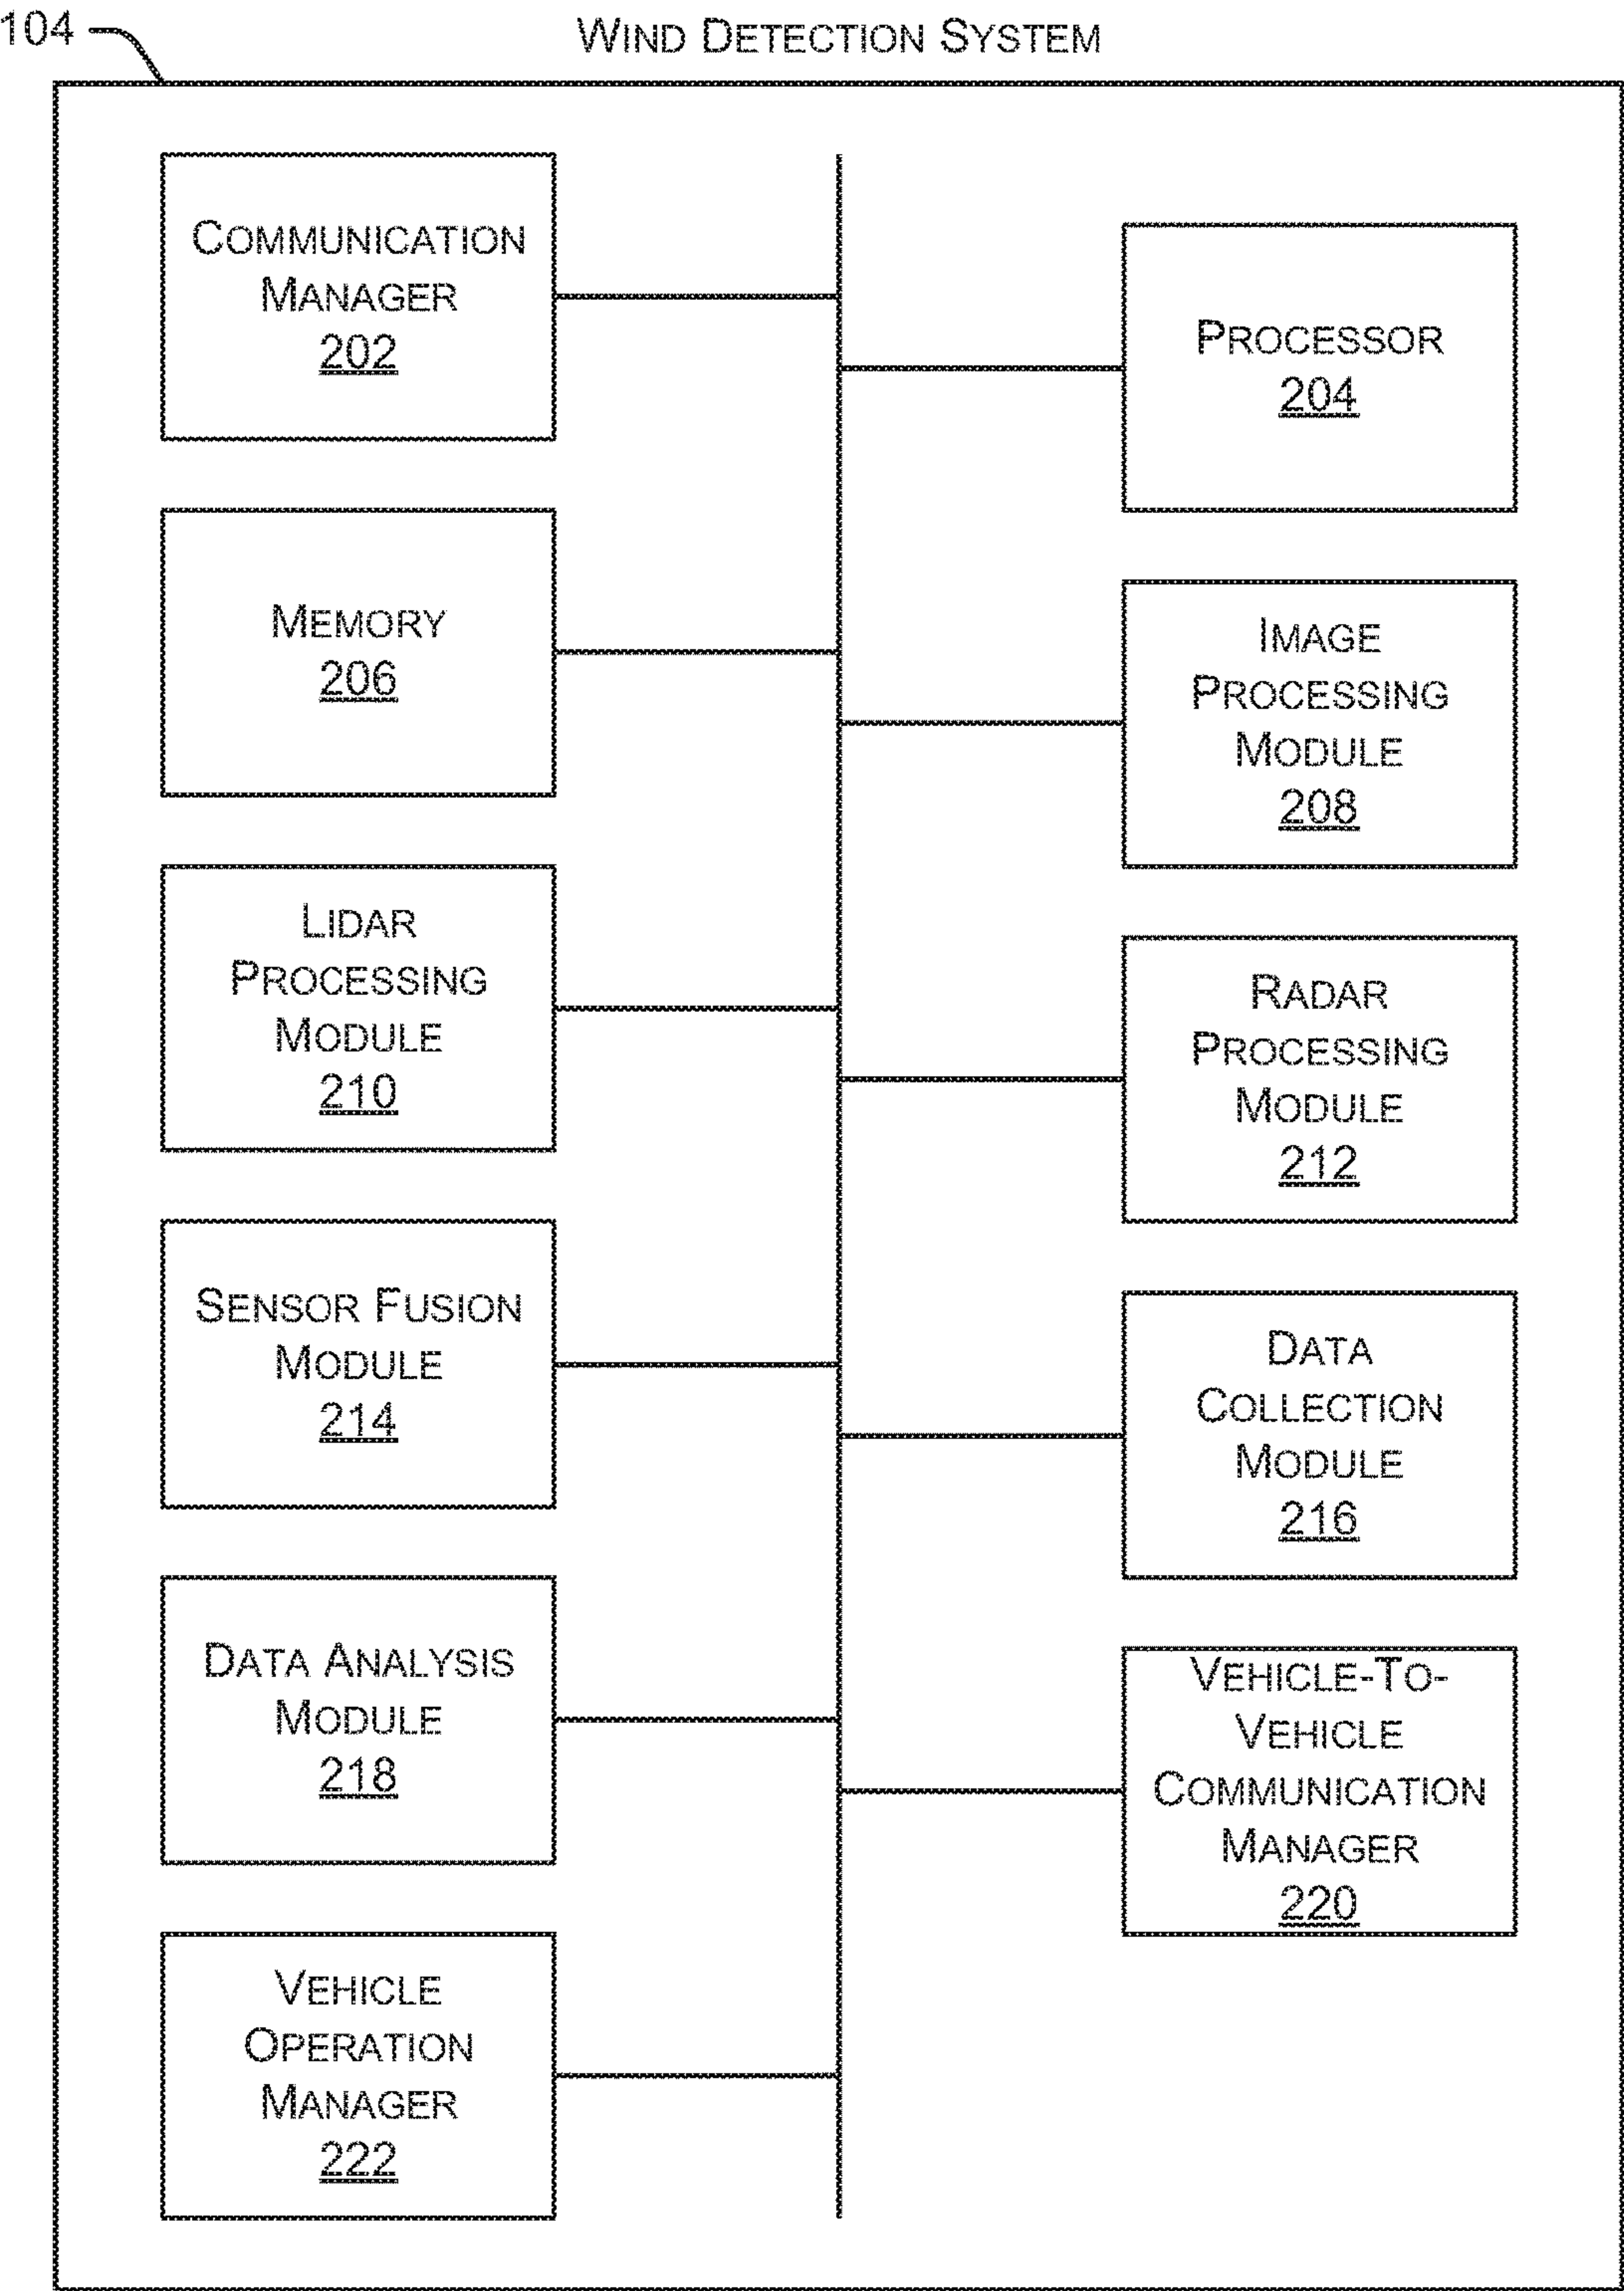 104
WIND DETECTION SYSTEM
COMMUNICATION
MANAGER
202
PROCESSOR
204
MEMORY
206
IMAGE
PROCESSING
MODULE
208
LIDAR
PROCESSING
MODULE
210
RADAR
PROCESSING
MODULE
212
SENSOR FUSION
MODULE
214
DATA
COLLECTION
MODULE
216
DATA ANALYSIS
MODULE
218
VEHICLE-TO-
VEHICLE
COMMUNICATION
MANAGER
220
VEHICLE
OPERATION
MANAGER
222